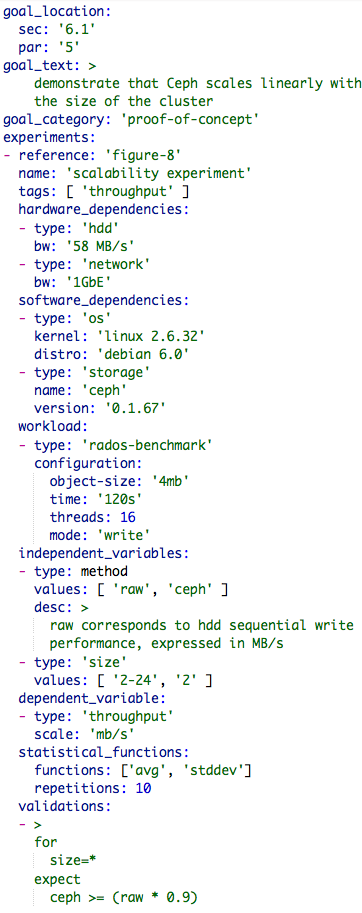 goal_location:
  sec: '6.1'
  par: '5'
goal_text: >
    demonstrate that Ceph scales linearly with
    the size of the cluster
goal_category: 'proof-of-concept'
experiments:
- reference: 'figure-8'
  name: 'scalability experiment'
  tags: [ 'throughput' ]
  hardware_dependencies:
  - type: 'hdd'
    bw: '58 MB/s'
  - type: 'network'
    bw: '1GbE'
  software_dependencies:
  - type: 'os'
    kernel: 'linux 2.6.32'
    distro: 'debian 6.0'
  - type: 'storage'
    name: 'ceph'
    version: '0.1.67'
  workload:
  - type: 'rados-benchmark'
    configuration:
      object-size: '4mb'
      time: '120s'
      threads: 16
      mode: 'write'
  independent_variables:
  - type: method
    values: [ 'raw', 'ceph' ]
    desc: >
      raw corresponds to hdd sequential write
      performance, expressed in MB/s
  - type: 'size'
    values: [ '2-24', '2' ]
  dependent_variable:
  - type: 'throughput'
    scale: 'mb/s'
  statistical_functions:
    functions: ['avg', 'stddev']
    repetitions: 10
  validations:
  - >
    for
      size=*
    expect
      ceph >= (raw * 0.9)